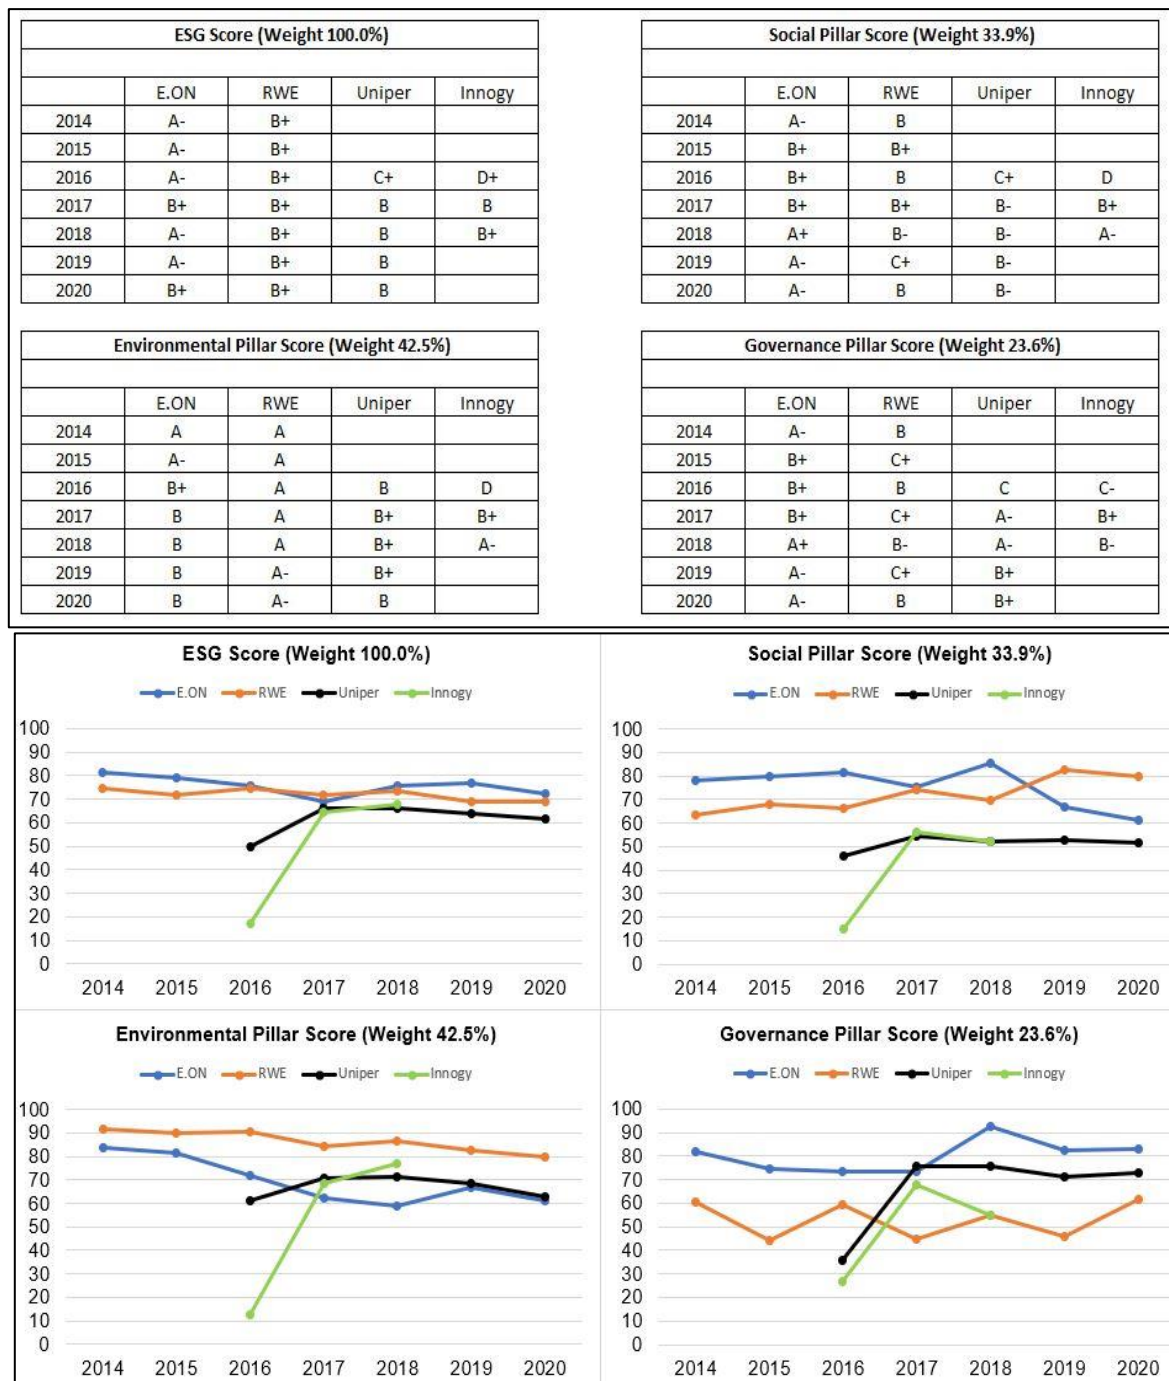 ESG Score (Weight 100.0%)
E.ON RWE Uniper Innogy
2014 A- B+
2015 A- B+
2016 A- B+ C+ D+
2017 B+ B+ B B
2018 A- B+ B B+
2019 A- B+ B
2020 B+ B+ B
Social Pillar Score (Weight 33.9%)
E.ON RWE Uniper Innogy
2014 A- B
2015 B+ B+
2016 B+ B C+ D
2017 B+ B+ B- B+
2018 A+ B- B- A-
2019 A- C+ B-
2020 A- B B-
Environmental Pillar Score (Weight 42.5%)
E.ON RWE Uniper Innogy
2014 A A
2015 A- A
2016 B+ A B D
2017 B A B+ B+
2018 B A B+ A-
2019 B A- B+
2020 B A- B
Governance Pillar Score (Weight 23.6%)
E.ON RWE Uniper Innogy
2014 A- B
2015 B+ C+
2016 B+ B C C-
2017 B+ C+ A- B+
2018 A+ B- A- B-
2019 A- C+ B+
2020 A- B B+
ESG Score (Weight 100.0%)
E.ON RWE Uniper Innogy
100
90
80
70
60
50
40
30
20
10
0
2014 2015 2016 2017 2018 2019 2020
Social Pillar Score (Weight 33.9%)
E.ON RWE Uniper Innogy
100
90
80
70
60
50
40
30
20
10
0
2014 2015 2016 2017 2018 2019 2020
Environmental Pillar Score (Weight 42.5%)
E.ON RWE Uniper Innogy
100
90
80
70
60
50
40
30
20
10
0
2014 2015 2016 2017 2018 2019 2020
Governance Pillar Score (Weight 23.6%)
E.ON RWE Uniper Innogy
100
90
80
70
60
50
40
30
20
10
0
2014 2015 2016 2017 2018 2019 2020